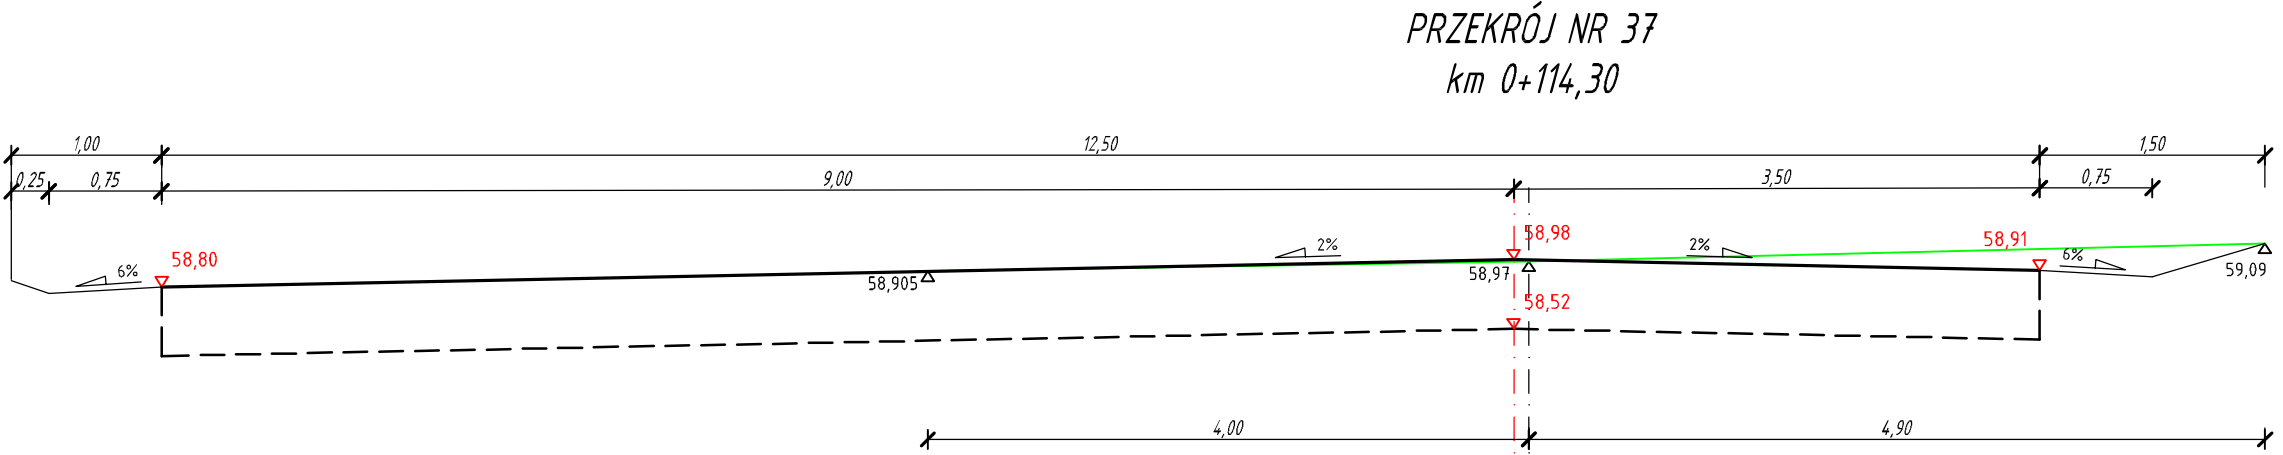 PRZEKRÓJ NR 37
km 0+114,30
1,00 12,50 1,50
0,25 0,75 9,00 3,50 0,75
58,98 58,91
2% 2% 6%
6% 58,80 58,905 58,97 59,09
58,52
4,00 4,90